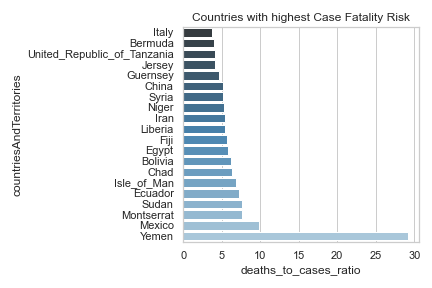 Countries with highest Case Fatality Risk
countriesAndTerritories
Italy
Bermuda
United_Republic_of_Tanzania
Jersey
Guernsey
China
Syria
Niger
Iran
Liberia
Fiji
Egypt
Bolivia
Chad
Isle_of_Man
Ecuador
Sudan
Montserrat
Mexico
Yemen
0 5 10 15 20 25 30
deaths_to_cases_ratio